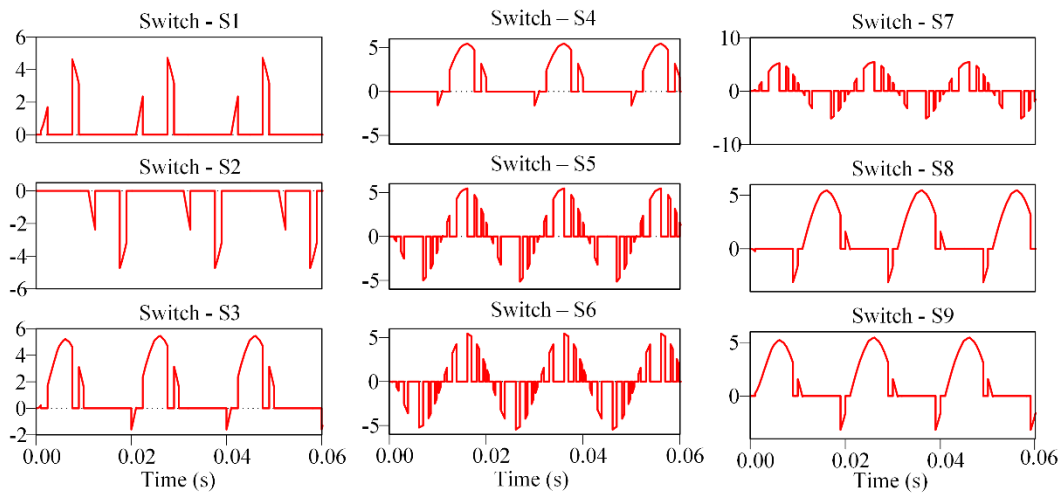 Switch - S1
6
4
2
0
Switch - S2
0
-2
-4
-6
Switch - S3
6
4
2
0
-2
0.00 0.02 0.04 0.06
Time (s)
Switch – S4
5
0
-5
Switch – S5
5
0
-5
Switch – S6
5
0
-5
0.00 0.02 0.04 0.06
Time (s)
Switch - S7
10
0
-10
Switch - S8
5
0
Switch - S9
5
0
0.00 0.02 0.04 0.06
Time (s)